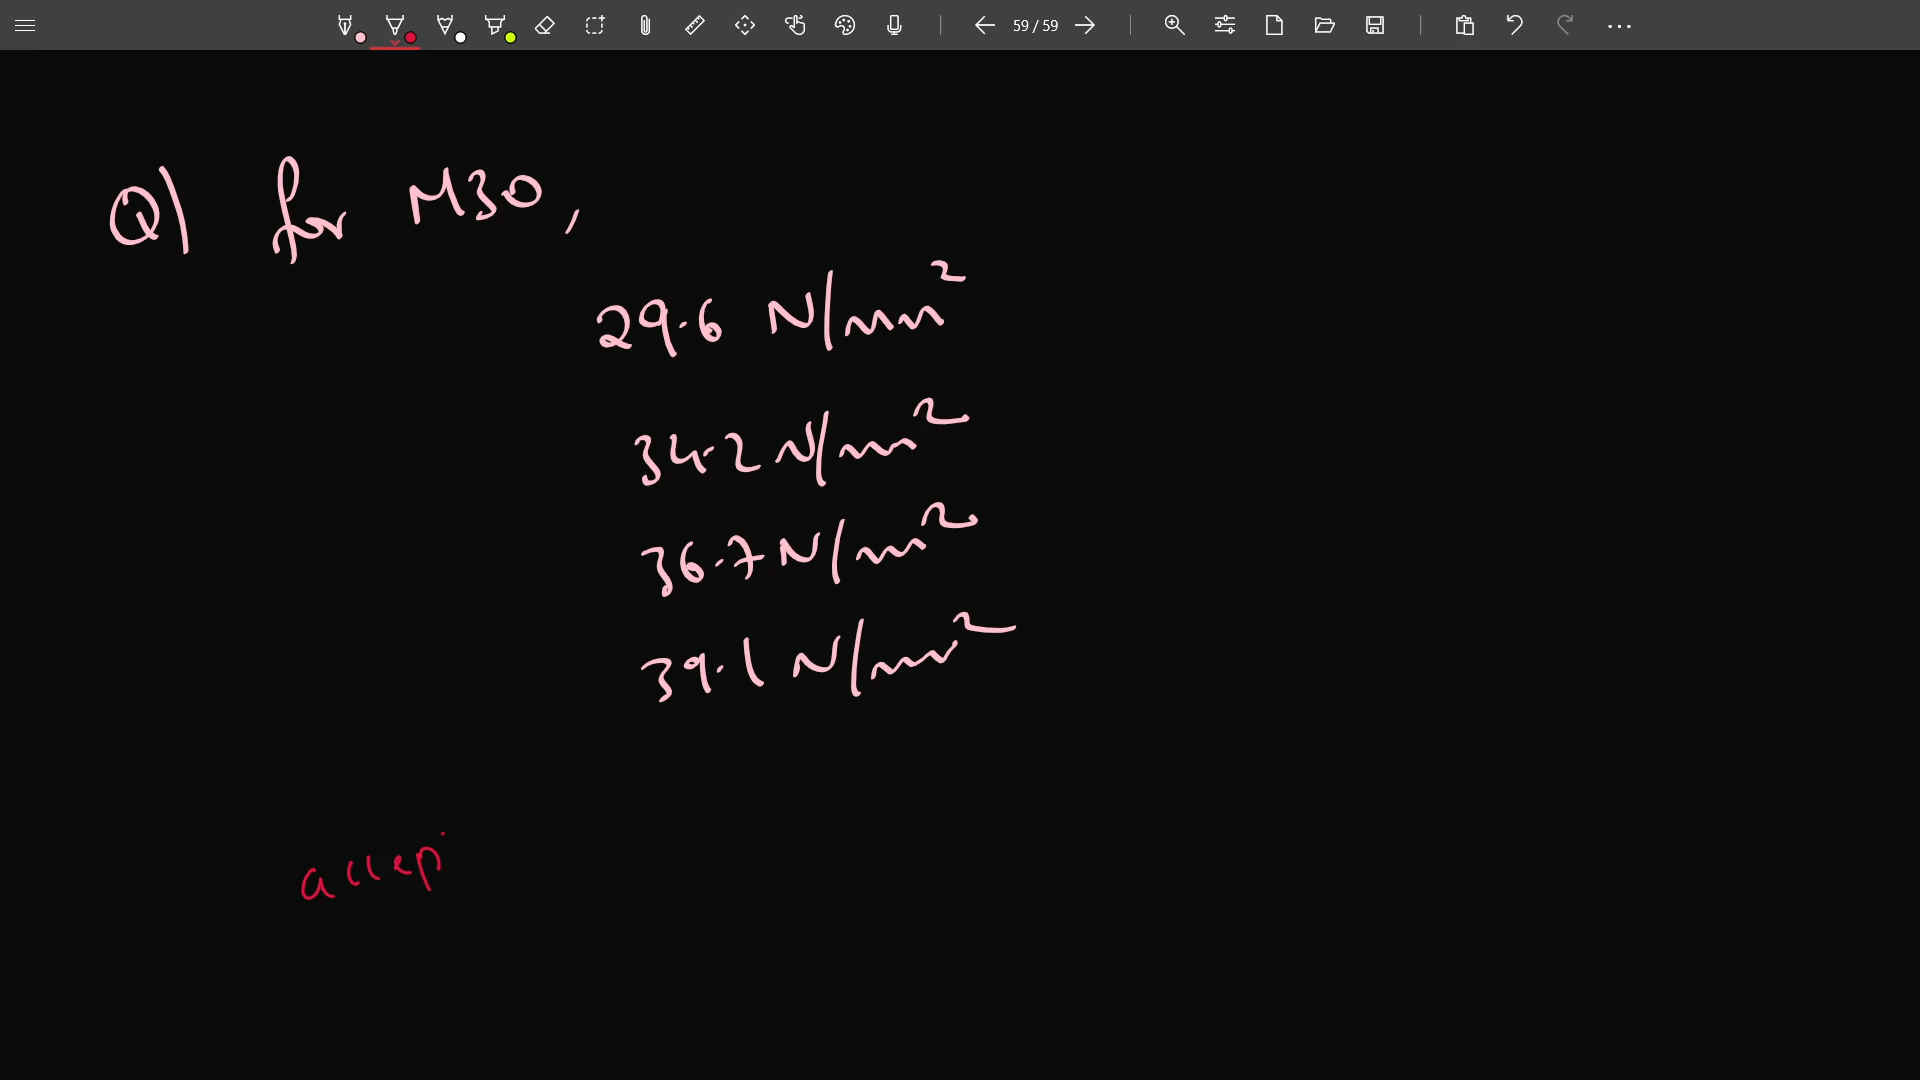 59 / 59
Q) for M30,
29.6 N/mm²
34.2 N/mm²
36.7 N/mm²
39.1 N/mm²
accep